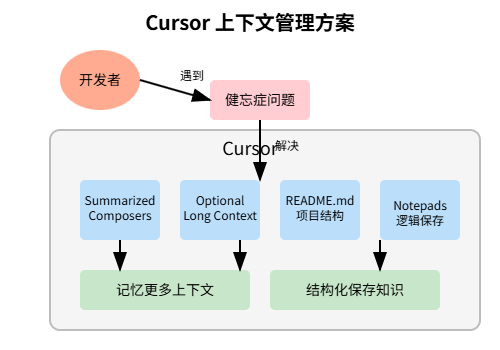 Cursor 上下文管理方案
开发者
遇到
健忘症问题
Cursor
解决
Summarized
Composers
Optional
Long Context
README.md
项目结构
Notepads
逻辑保存
记忆更多上下文
结构化保存知识